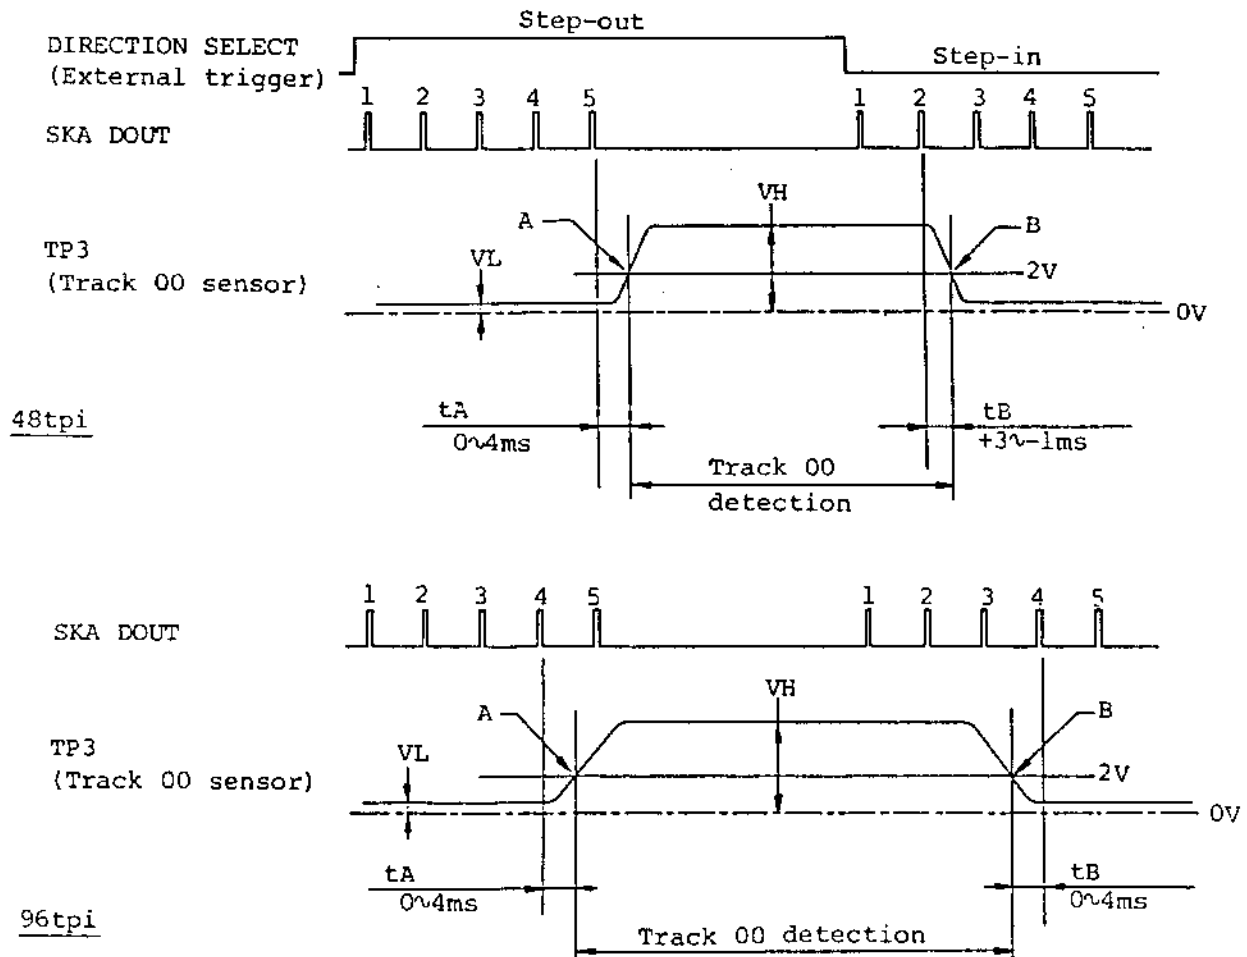 Step-out
DIRECTION SELECT
(External trigger)
Step-in
1 2 3 4 5 1 2 3 4 5
SKA DOUT
VH
A
B
TP3
(Track 00 sensor)
VL
2V
0V
48tpi
tA
0~4ms
tB
+3~-1ms
Track 00
detection
1 2 3 4 5 1 2 3 4 5
SKA DOUT
VH
A
B
TP3
(Track 00 sensor)
VL
2V
0V
tA
0~4ms
tB
0~4ms
96tpi
Track 00 detection